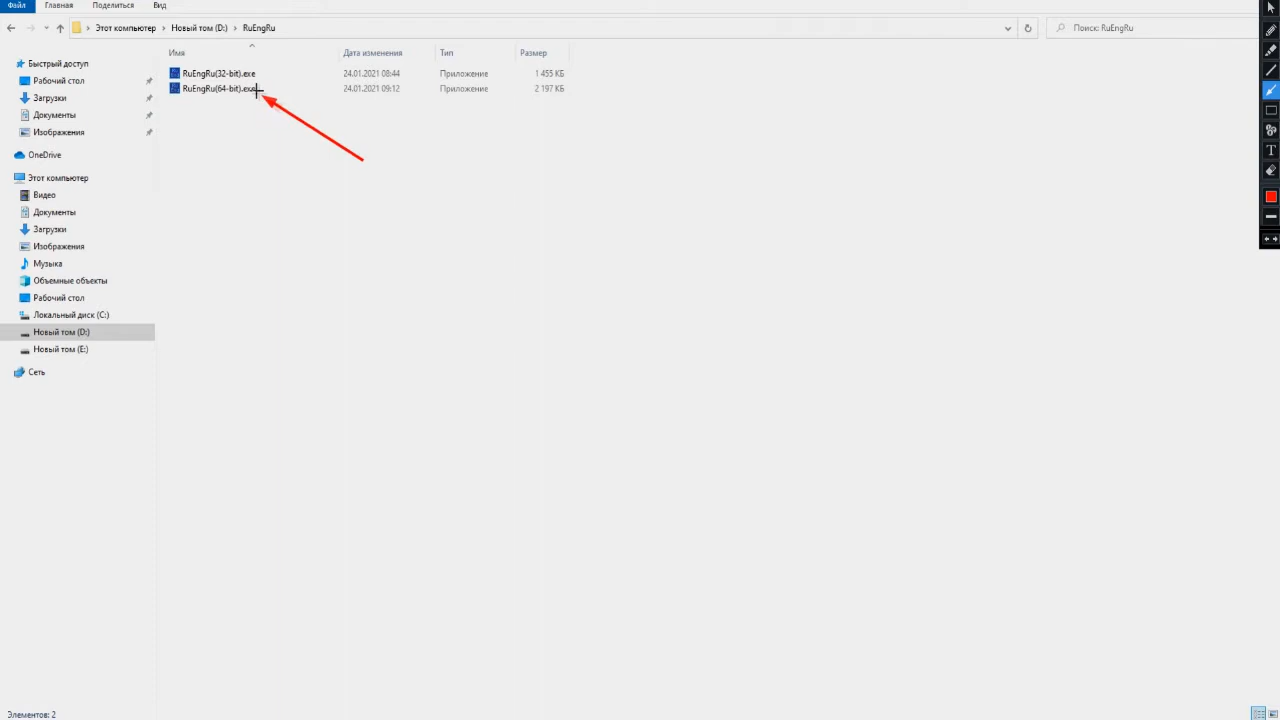 Файл Главная Поделиться Вид
Этот компьютер Новый том (D:) RuEngRu Поиск: RuEngRu
Имя Дата изменения Тип Размер
RuEngRu(32-bit).exe 24.01.2021 08:44 Приложение 1 455 КБ
RuEngRu(64-bit).exe 24.01.2021 09:12 Приложение 2 197 КБ
Быстрый доступ
Рабочий стол
Загрузки
Документы
Изображения
OneDrive
Этот компьютер
Видео
Документы
Загрузки
Изображения
Музыка
Объемные объекты
Рабочий стол
Локальный диск (C:)
Новый том (D:)
Новый том (E:)
Сеть
Элементов: 2